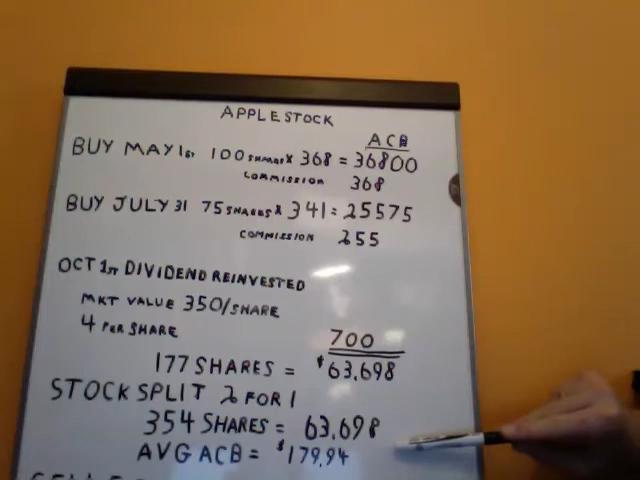 APPLE STOCK
ACB
BUY MAY 1ST 100 SHARES X 368 = 36800
COMMISSION 368
BUY JULY 31 75 SHARES X 341 = 25575
COMMISSION 255
OCT 1ST DIVIDEND REINVESTED
MKT VALUE 350/SHARE
4 PER SHARE
700
177 SHARES = $63,698
STOCK SPLIT 2 FOR 1
354 SHARES = 63,698
AVG ACB = $179.94